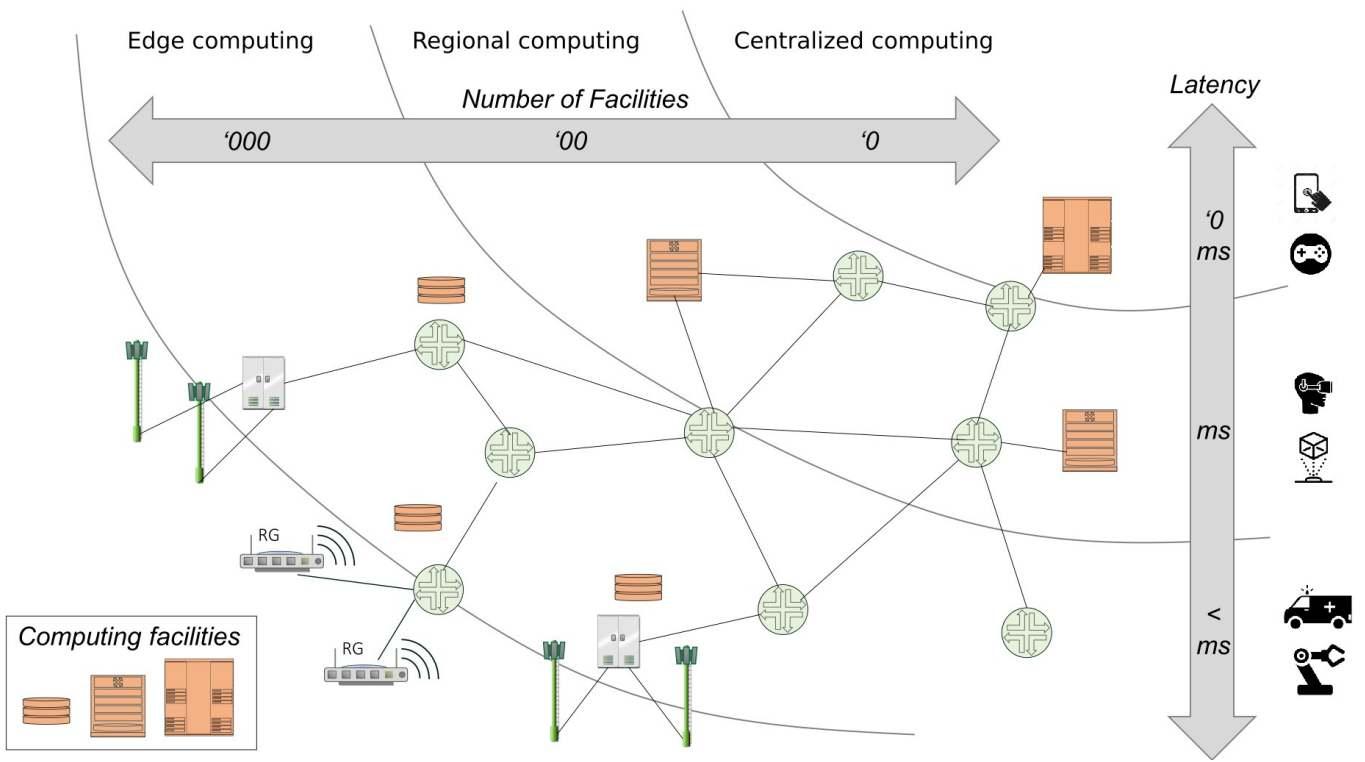 Edge computing
Regional computing
Centralized computing
Number of Facilities
‘000
‘00
‘0
Latency
‘0
ms
ms
<
ms
RG
RG
Computing facilities